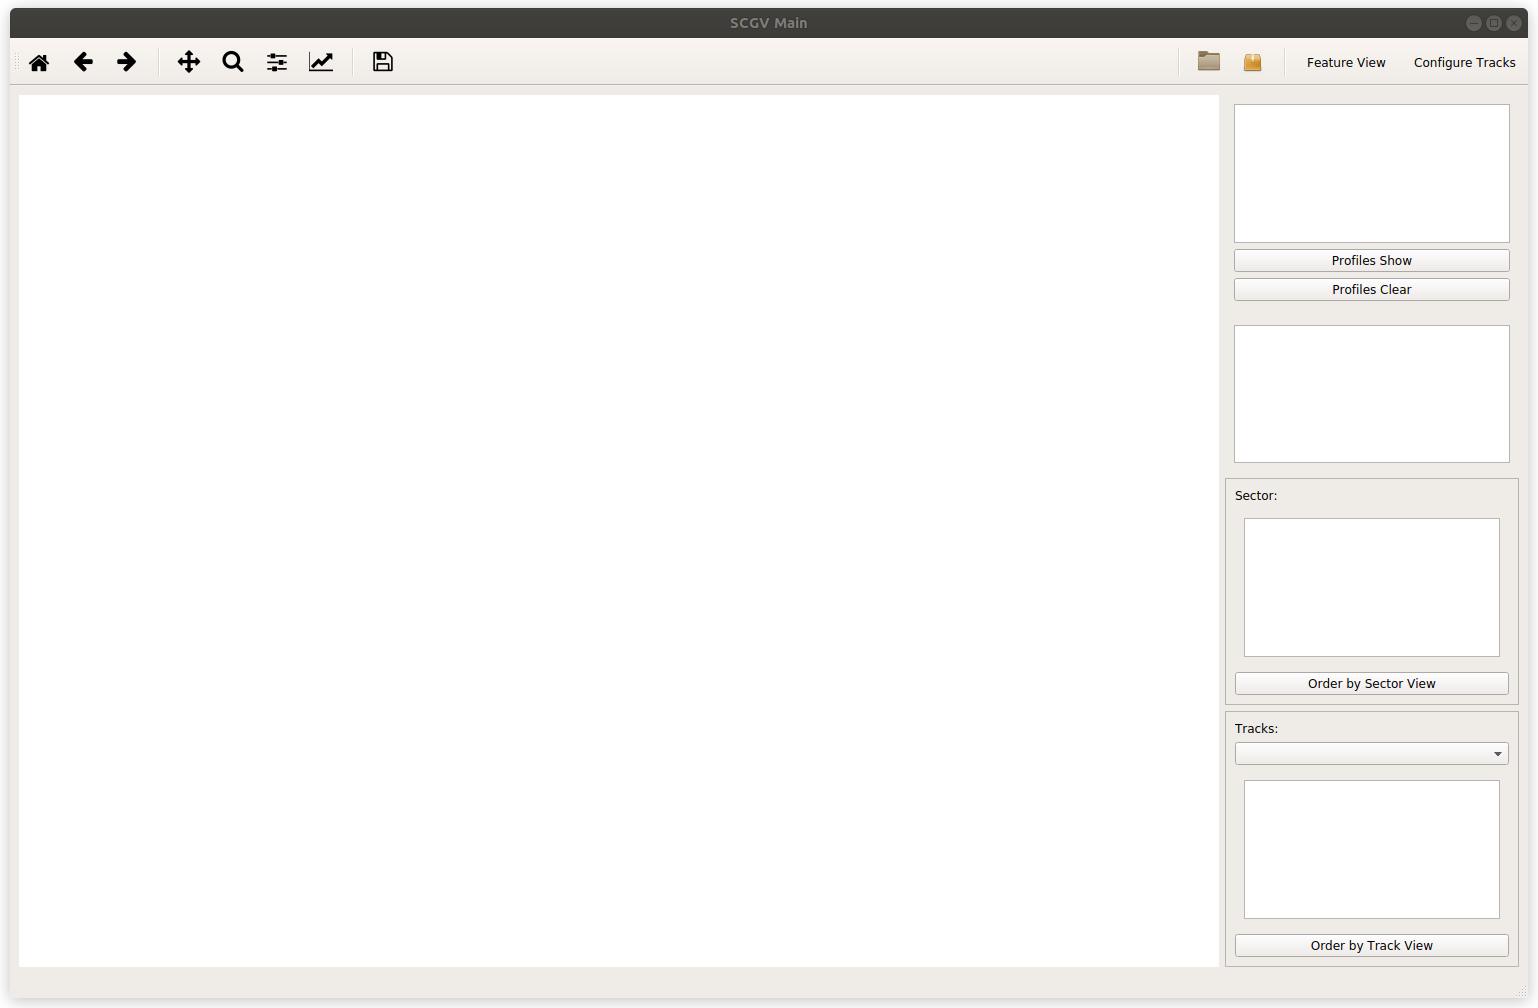 SCGV Main
Feature View
Configure Tracks
Profiles Show
Profiles Clear
Sector:
Order by Sector View
Tracks:
Order by Track View